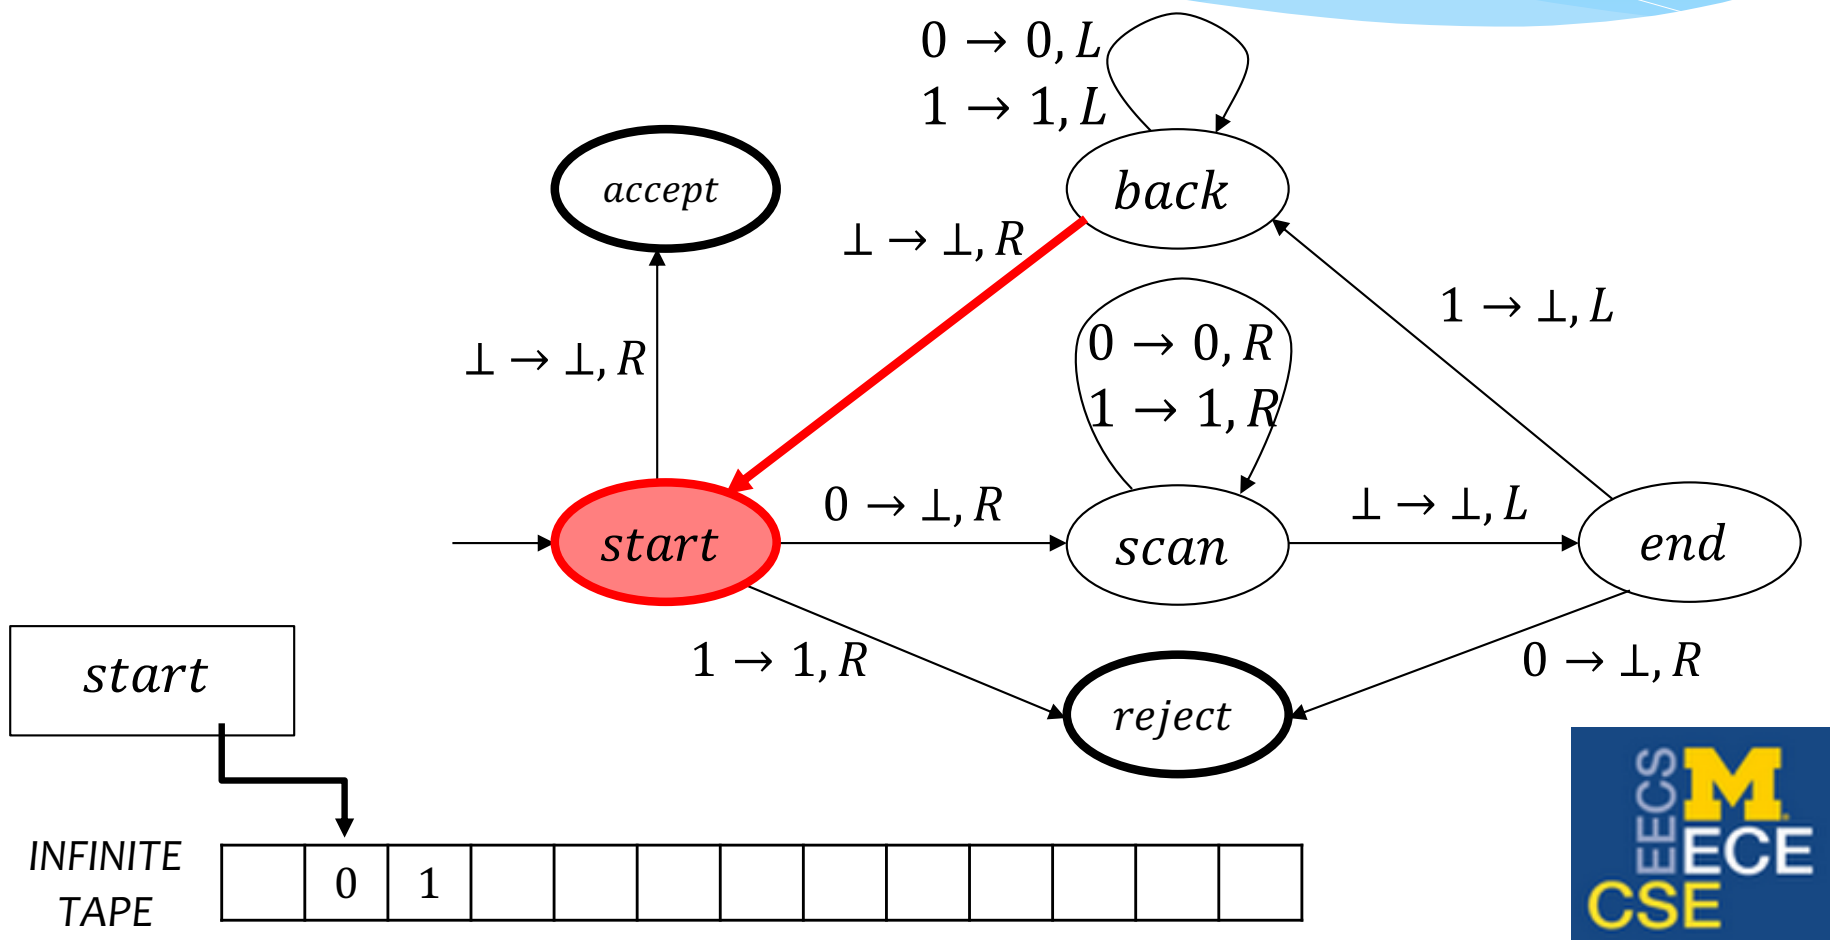 0 → 0, L
1 → 1, L
accept
back
⊥ → ⊥, R
1 → ⊥, L
⊥ → ⊥, R
0 → 0, R
1 → 1, R
0 → ⊥, R
⊥ → ⊥, L
start
scan
end
1 → 1, R
0 → ⊥, R
reject
start
INFINITE
TAPE
0 1
EECS
M
ECE
CSE